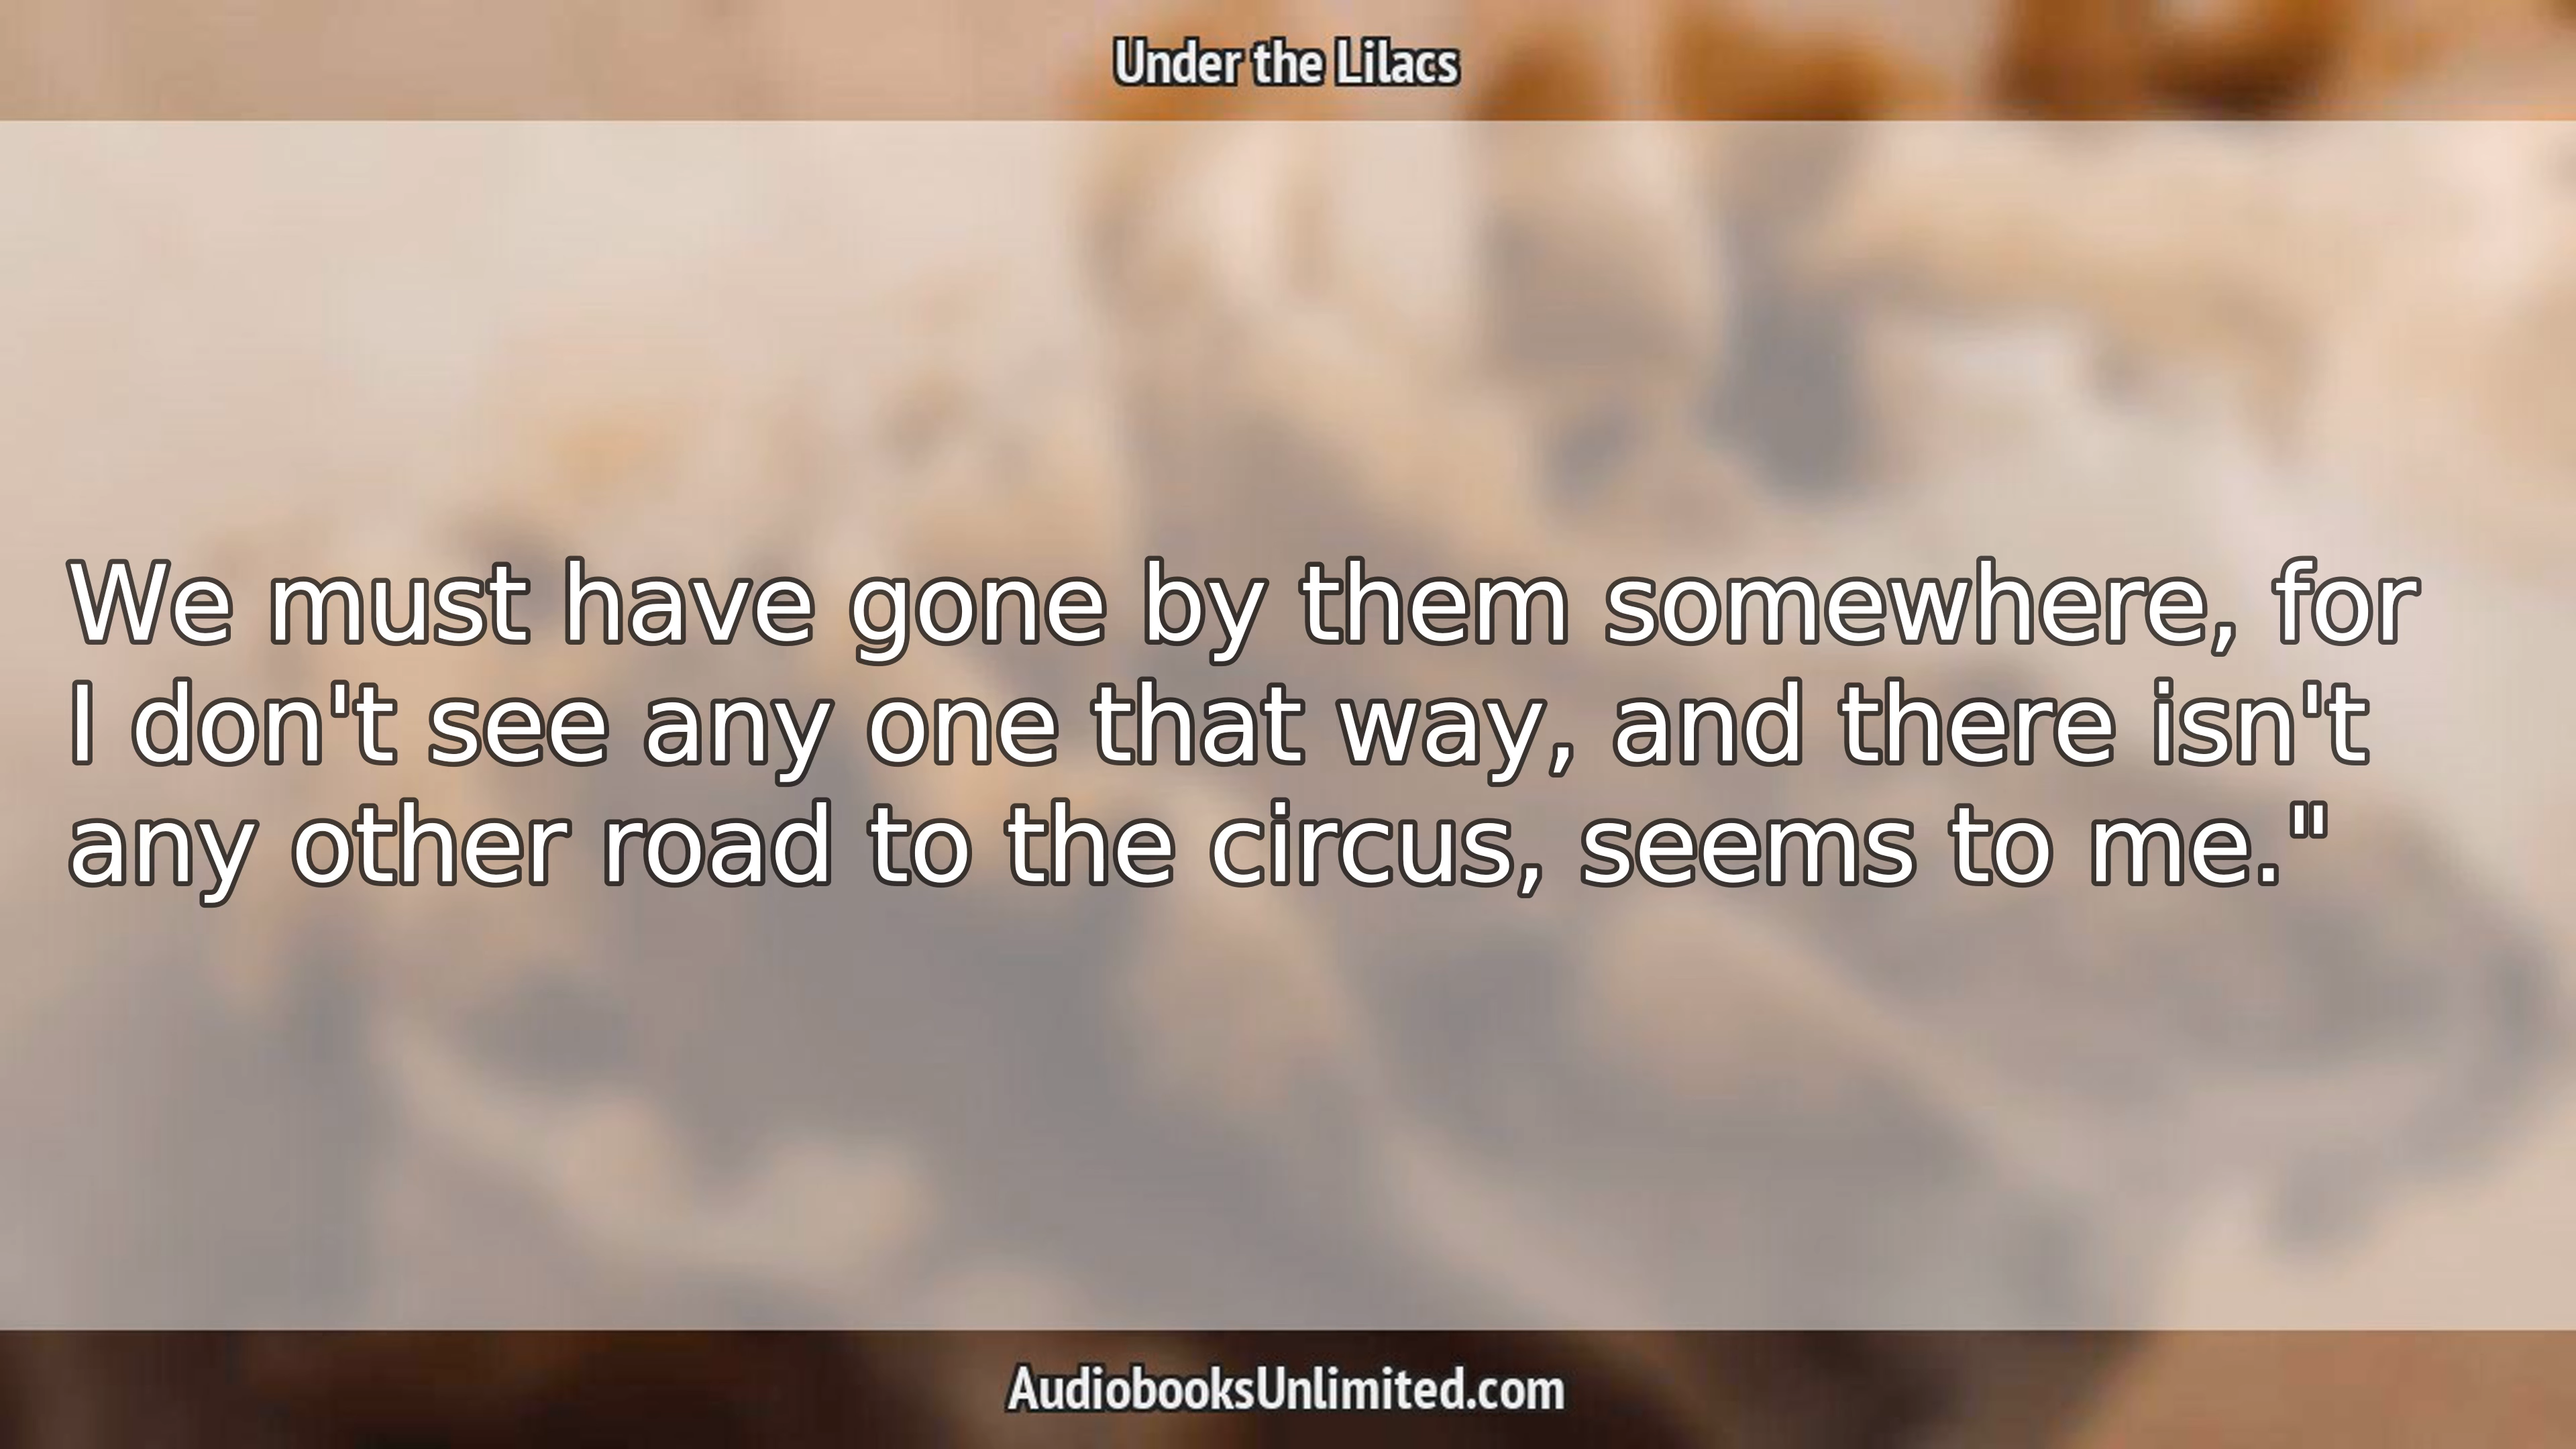 Under the Lilacs
We must have gone by them somewhere, for
I don't see any one that way, and there isn't
any other road to the circus, seems to me."
AudiobooksUnlimited.com